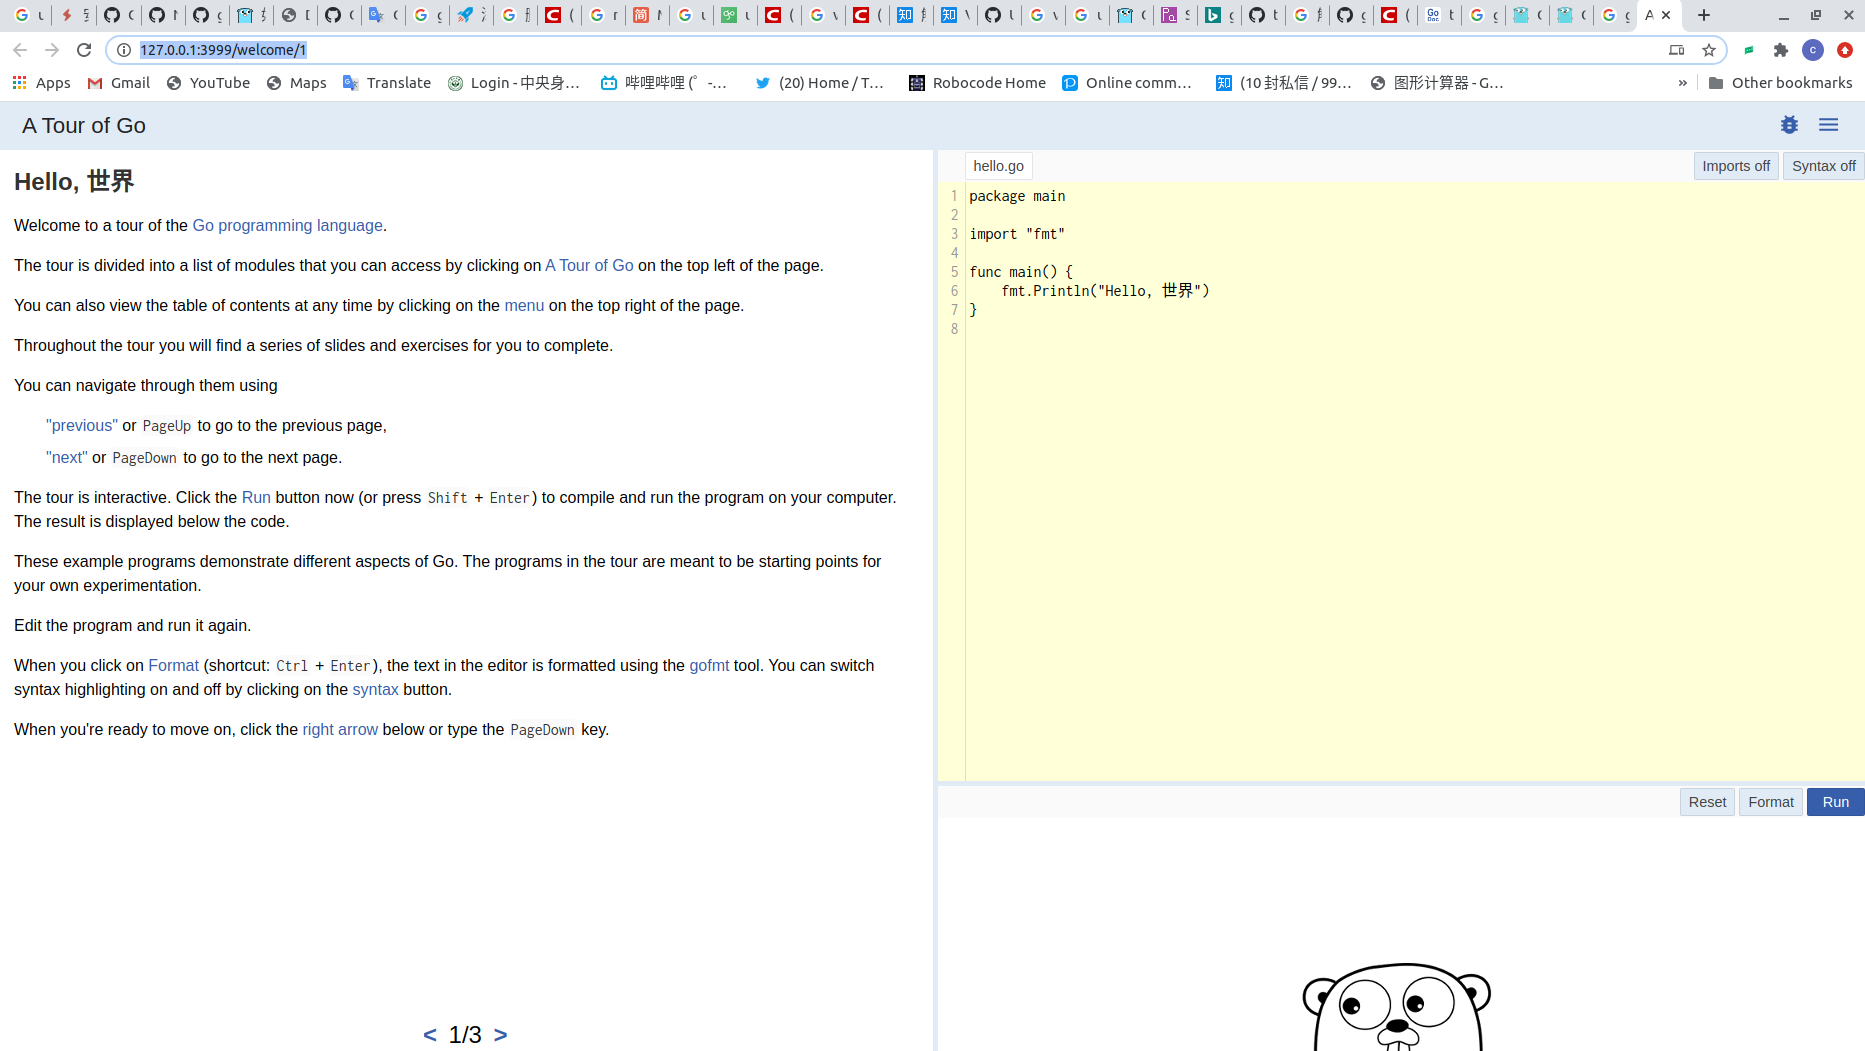 127.0.0.1:3999/welcome/1
Apps Gmail YouTube Maps Translate Login - 中央身… 哔哩哔哩 (゜-… (20) Home / T… Robocode Home Online comm… (10 封私信 / 99… 图形计算器 - G… » Other bookmarks
A Tour of Go
Hello, 世界
Welcome to a tour of the Go programming language.
The tour is divided into a list of modules that you can access by clicking on A Tour of Go on the top left of the page.
You can also view the table of contents at any time by clicking on the menu on the top right of the page.
Throughout the tour you will find a series of slides and exercises for you to complete.
You can navigate through them using
"previous" or PageUp to go to the previous page,
"next" or PageDown to go to the next page.
The tour is interactive. Click the Run button now (or press Shift + Enter) to compile and run the program on your computer.
The result is displayed below the code.
These example programs demonstrate different aspects of Go. The programs in the tour are meant to be starting points for
your own experimentation.
Edit the program and run it again.
When you click on Format (shortcut: Ctrl + Enter), the text in the editor is formatted using the gofmt tool. You can switch
syntax highlighting on and off by clicking on the syntax button.
When you're ready to move on, click the right arrow below or type the PageDown key.
< 1/3 >
hello.go Imports off Syntax off
1 package main
2
3 import "fmt"
4
5 func main() {
6 fmt.Println("Hello, 世界")
7 }
8
Reset Format Run